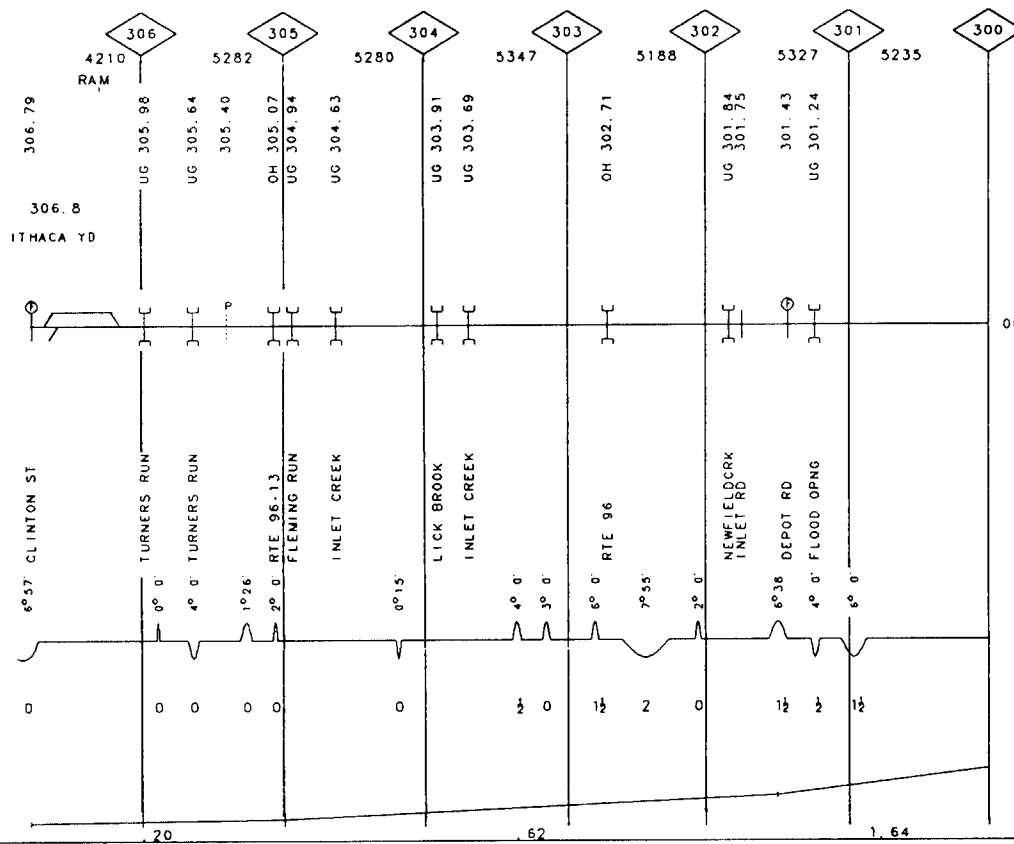 306 305 304 303 302 301 300
4210 5282 5280 5347 5188 5327 5235
RAM
306.79
UG 305.98
UG 305.64
305.40
OH 305.07
UG 304.94
UG 304.63
UG 303.91
UG 303.69
OH 302.71
UG 301.84
301.75
301.43
UG 301.24
306.8
ITHACA YD
P
F
F
CLINTON ST
TURNERS RUN
TURNERS RUN
RTE 96-13
FLEMING RUN
INLET CREEK
LICK BROOK
INLET CREEK
RTE 96
NEWFIELDCRK
INLET RD
DEPOT RD
FLOOD OPNG
6°57'
0° 0'
4° 0'
1°26'
2° 0'
0°15'
4° 0'
3° 0'
6° 0'
7°55'
2° 0'
6°38
4° 0'
6° 0'
0 0 0 0 0 0 ½ 0 1½ 2 0 1½ ½ 1½
.20 .62 1.64